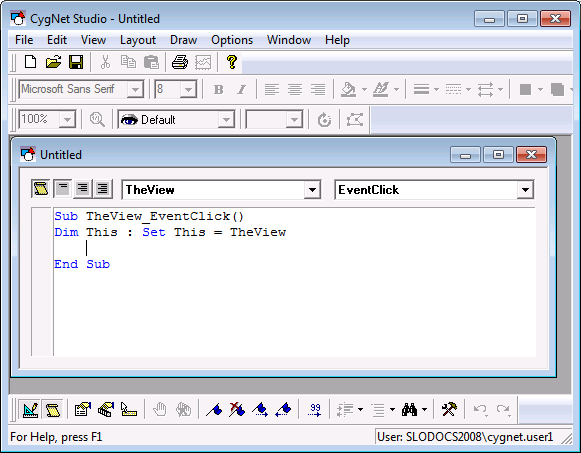 CygNet Studio - Untitled
File Edit View Layout Draw Options Window Help
Microsoft Sans Serif 8 B I
100% Default
Untitled
TheView EventClick
Sub TheView_EventClick()
Dim This : Set This = TheView
End Sub
99
For Help, press F1 User: SLODOCS2008\cygnet.user1